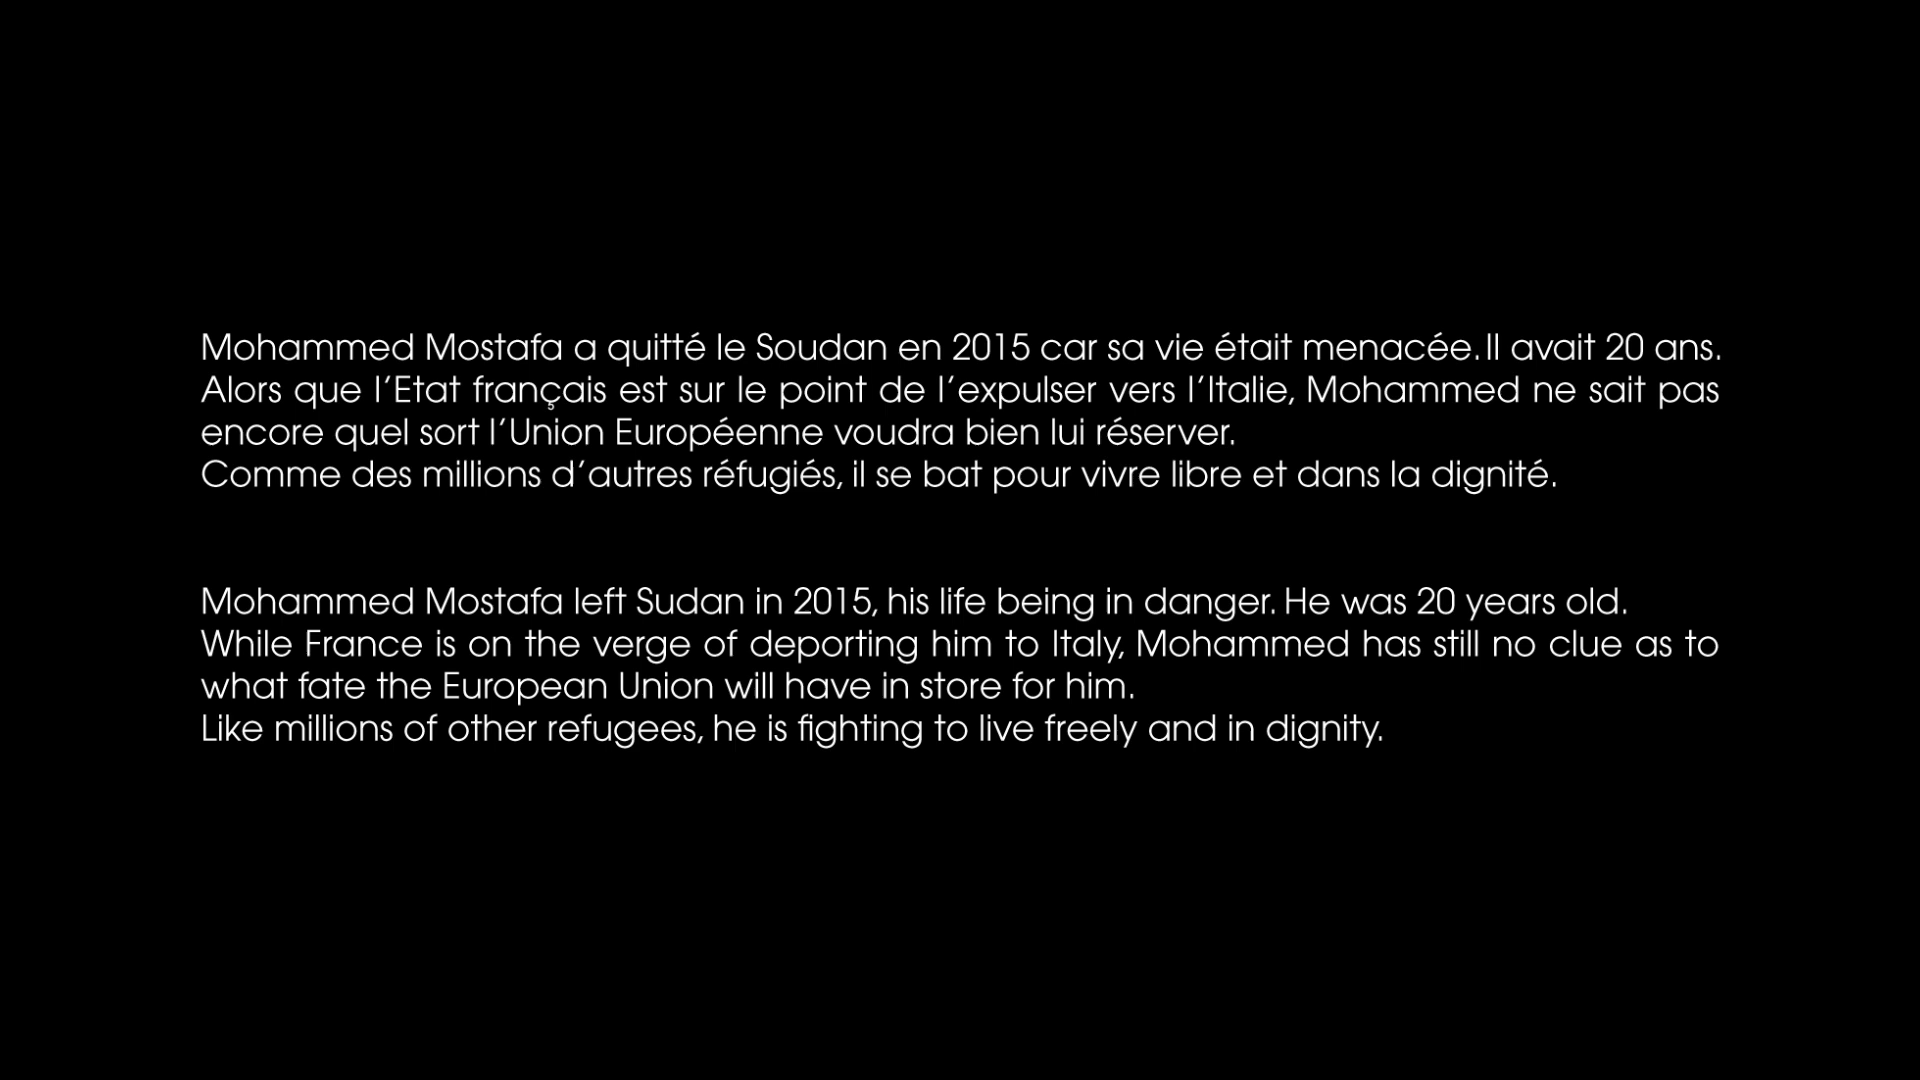 Mohammed Mostafa a quitté le Soudan en 2015 car sa vie était menacée. Il avait 20 ans.
Alors que l’Etat français est sur le point de l’expulser vers l’Italie, Mohammed ne sait pas
encore quel sort l’Union Européenne voudra bien lui réserver.
Comme des millions d’autres réfugiés, il se bat pour vivre libre et dans la dignité.
Mohammed Mostafa left Sudan in 2015, his life being in danger. He was 20 years old.
While France is on the verge of deporting him to Italy, Mohammed has still no clue as to
what fate the European Union will have in store for him.
Like millions of other refugees, he is fighting to live freely and in dignity.